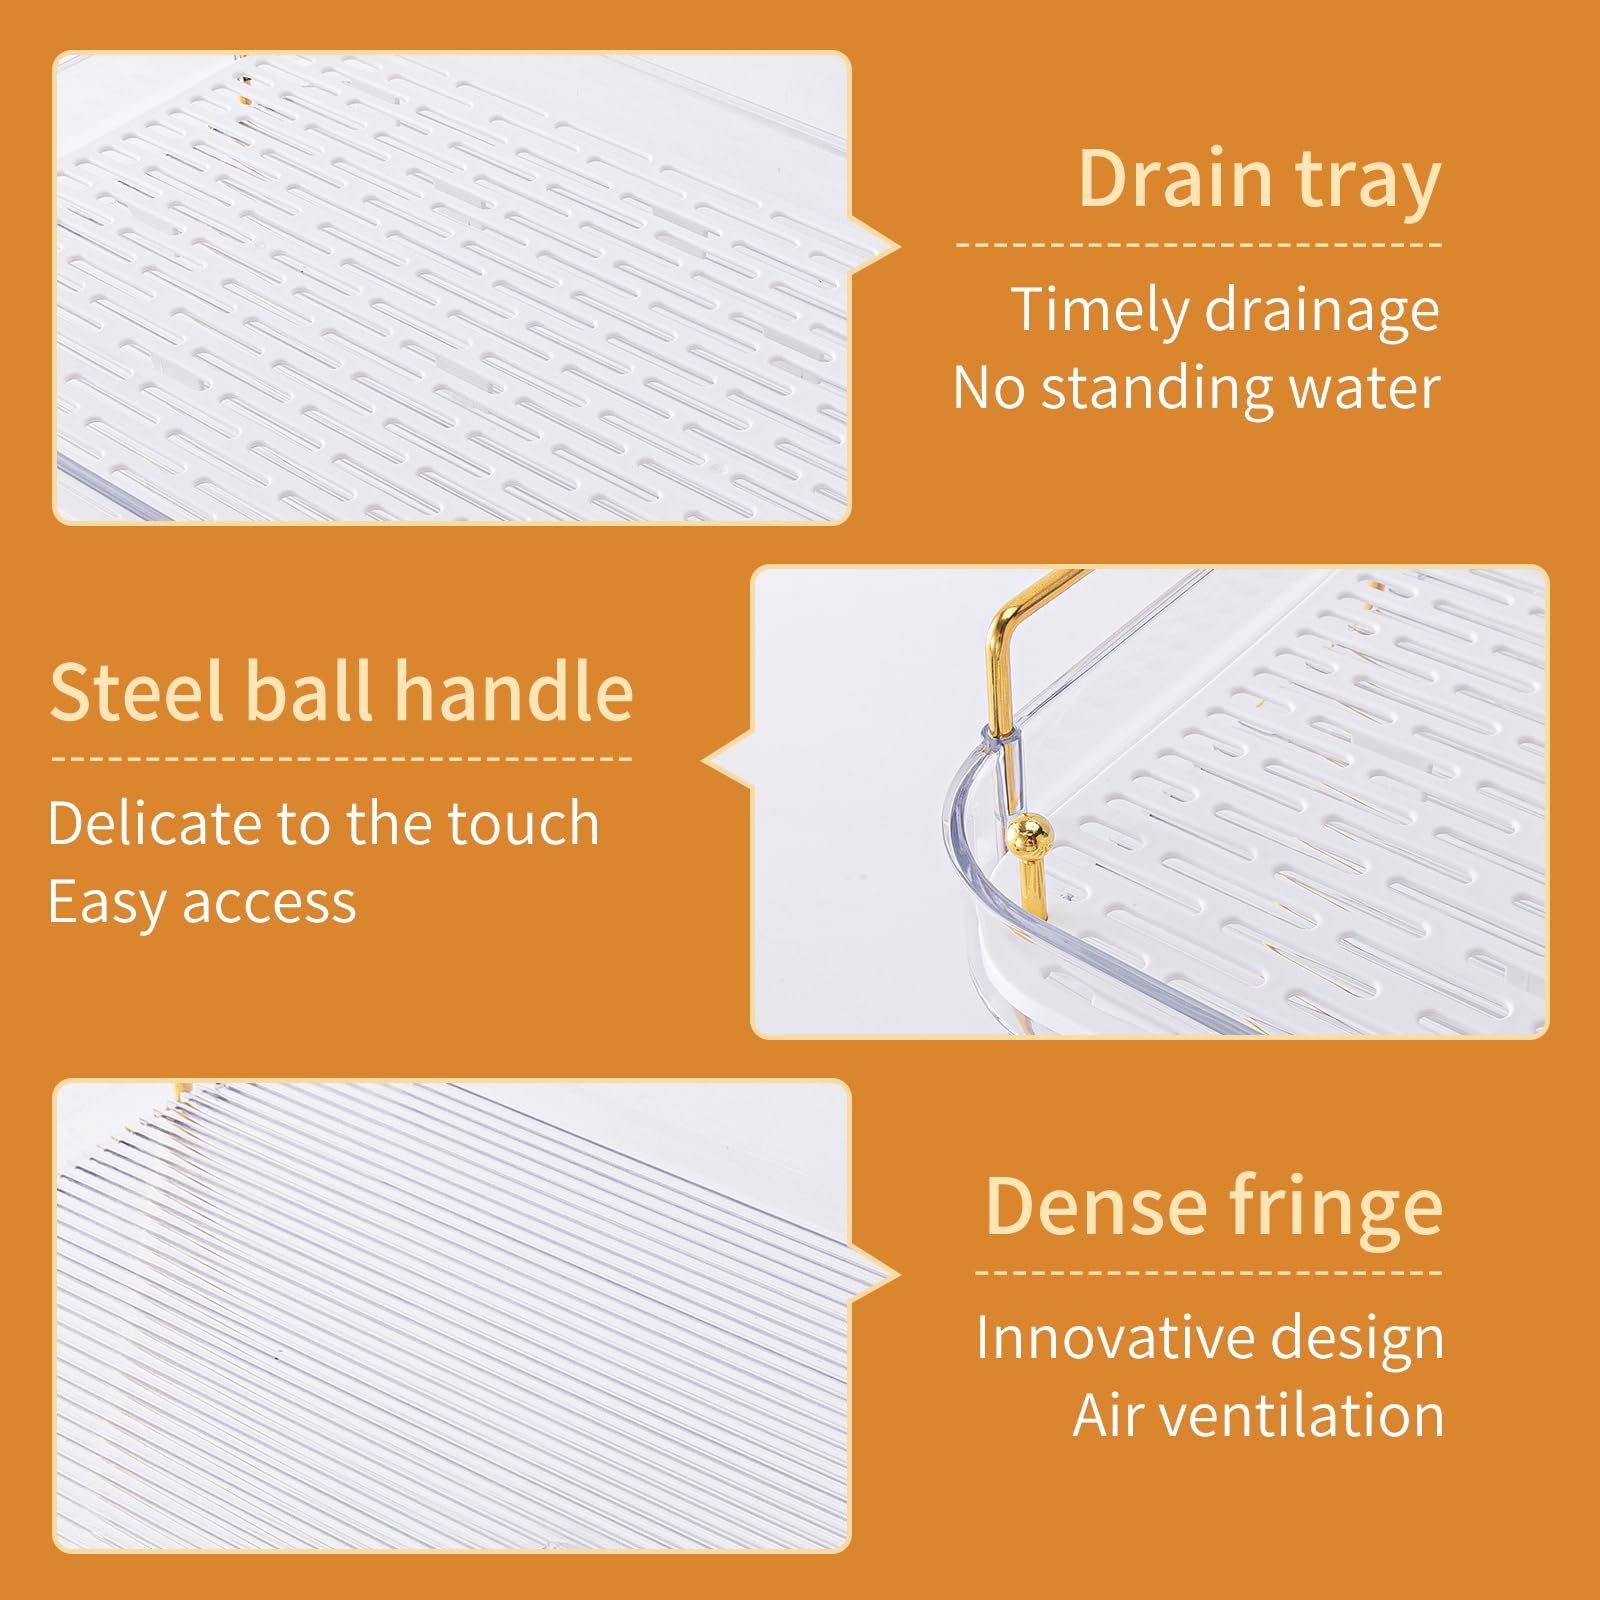 Drain tray
Timely drainage
No standing water
Steel ball handle
Delicate to the touch
Easy access
Dense fringe
Innovative design
Air ventilation